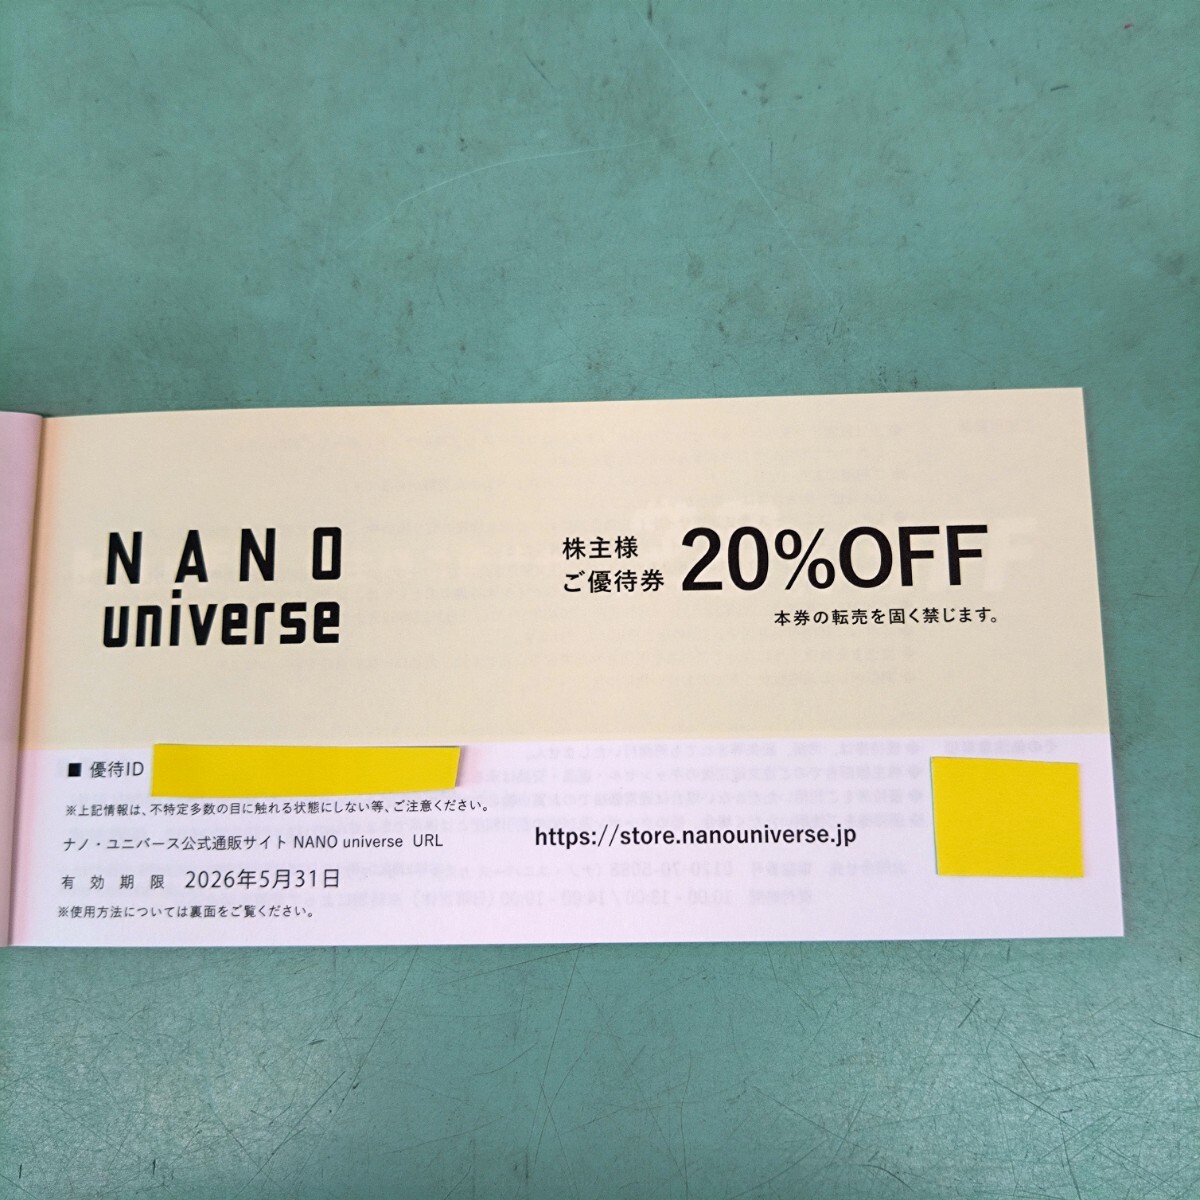 NANO
universe
株主様
ご優待券
20%OFF
本券の転売を固く禁じます。
■ 優待ID
※上記情報は、不特定多数の目に触れる状態にしない等、ご注意ください。
ナノ・ユニバース公式通販サイト NANO universe URL
https://store.nanouniverse.jp
有効期限 2026年5月31日
※使用方法については裏面をご覧ください。